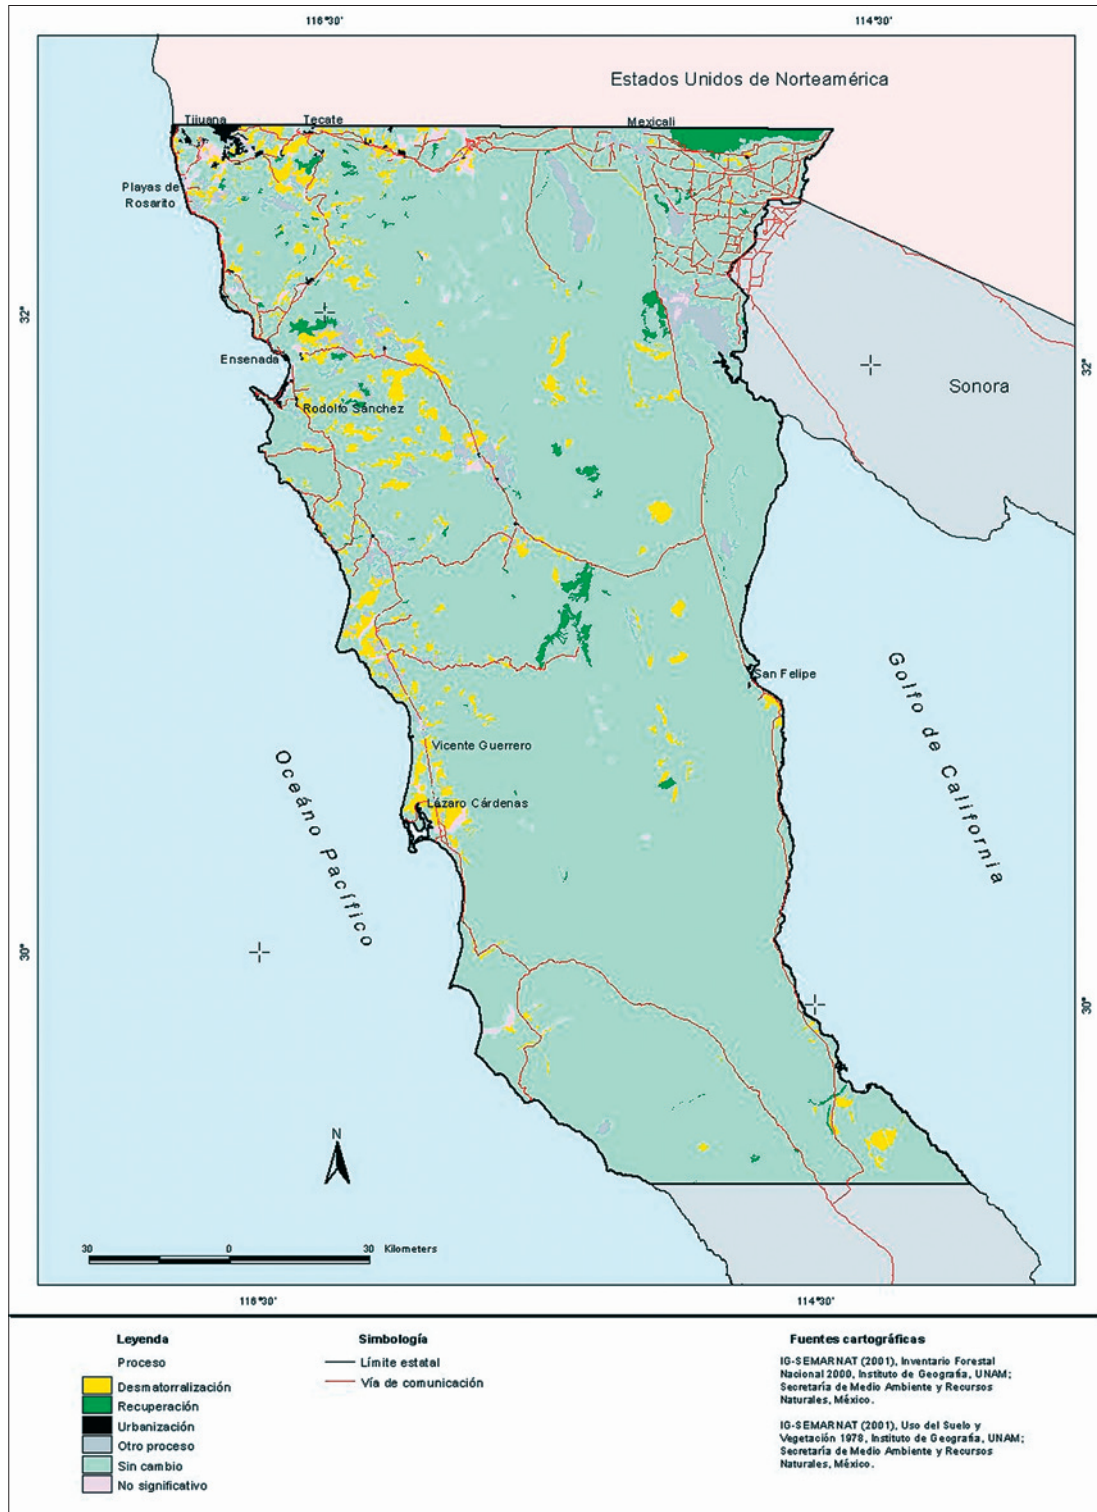 116°30'
114°30'
Estados Unidos de Norteamérica
Tijuana
Tecate
Mexicali
Playas de
Rosarito
32°
32°
Ensenada
Sonora
Rodolfo Sánchez
San Felipe
Golfo de California
Vicente Guerrero
Oceáno Pacífico
Lázaro Cárdenas
30°
30°
N
30
0
30
Kilometers
116°30'
114°30'
Leyenda
Proceso
Desmatorralización
Recuperación
Urbanización
Otro proceso
Sin cambio
No significativo
Simbología
Límite estatal
Vía de comunicación
Fuentes cartográficas
IG-SEMARNAT (2001), Inventario Forestal
Nacional 2000, Instituto de Geografía, UNAM;
Secretaría de Medio Ambiente y Recursos
Naturales, México.
IG-SEMARNAT (2001), Uso del Suelo y
Vegetación 1978, Instituto de Geografía, UNAM;
Secretaría de Medio Ambiente y Recursos
Naturales, México.